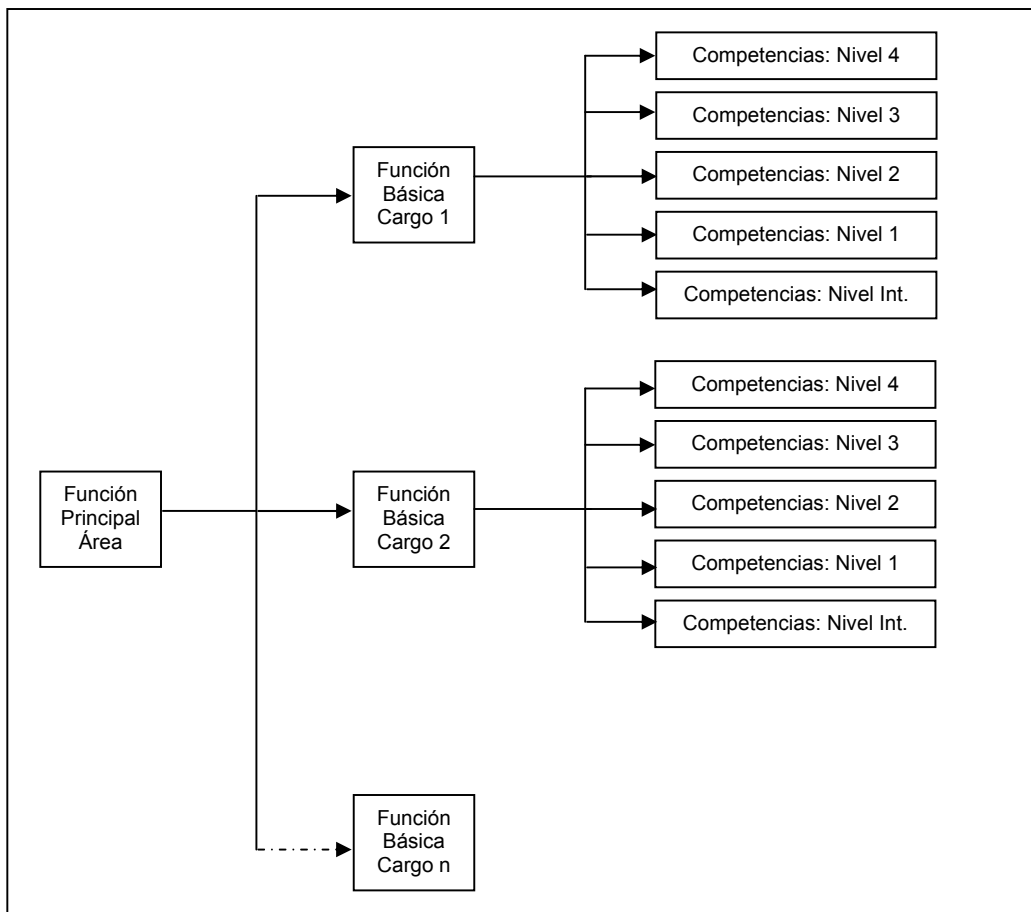 Función
Principal
Área
Función
Básica
Cargo 1
Competencias: Nivel 4
Competencias: Nivel 3
Competencias: Nivel 2
Competencias: Nivel 1
Competencias: Nivel Int.
Función
Básica
Cargo 2
Competencias: Nivel 4
Competencias: Nivel 3
Competencias: Nivel 2
Competencias: Nivel 1
Competencias: Nivel Int.
Función
Básica
Cargo n